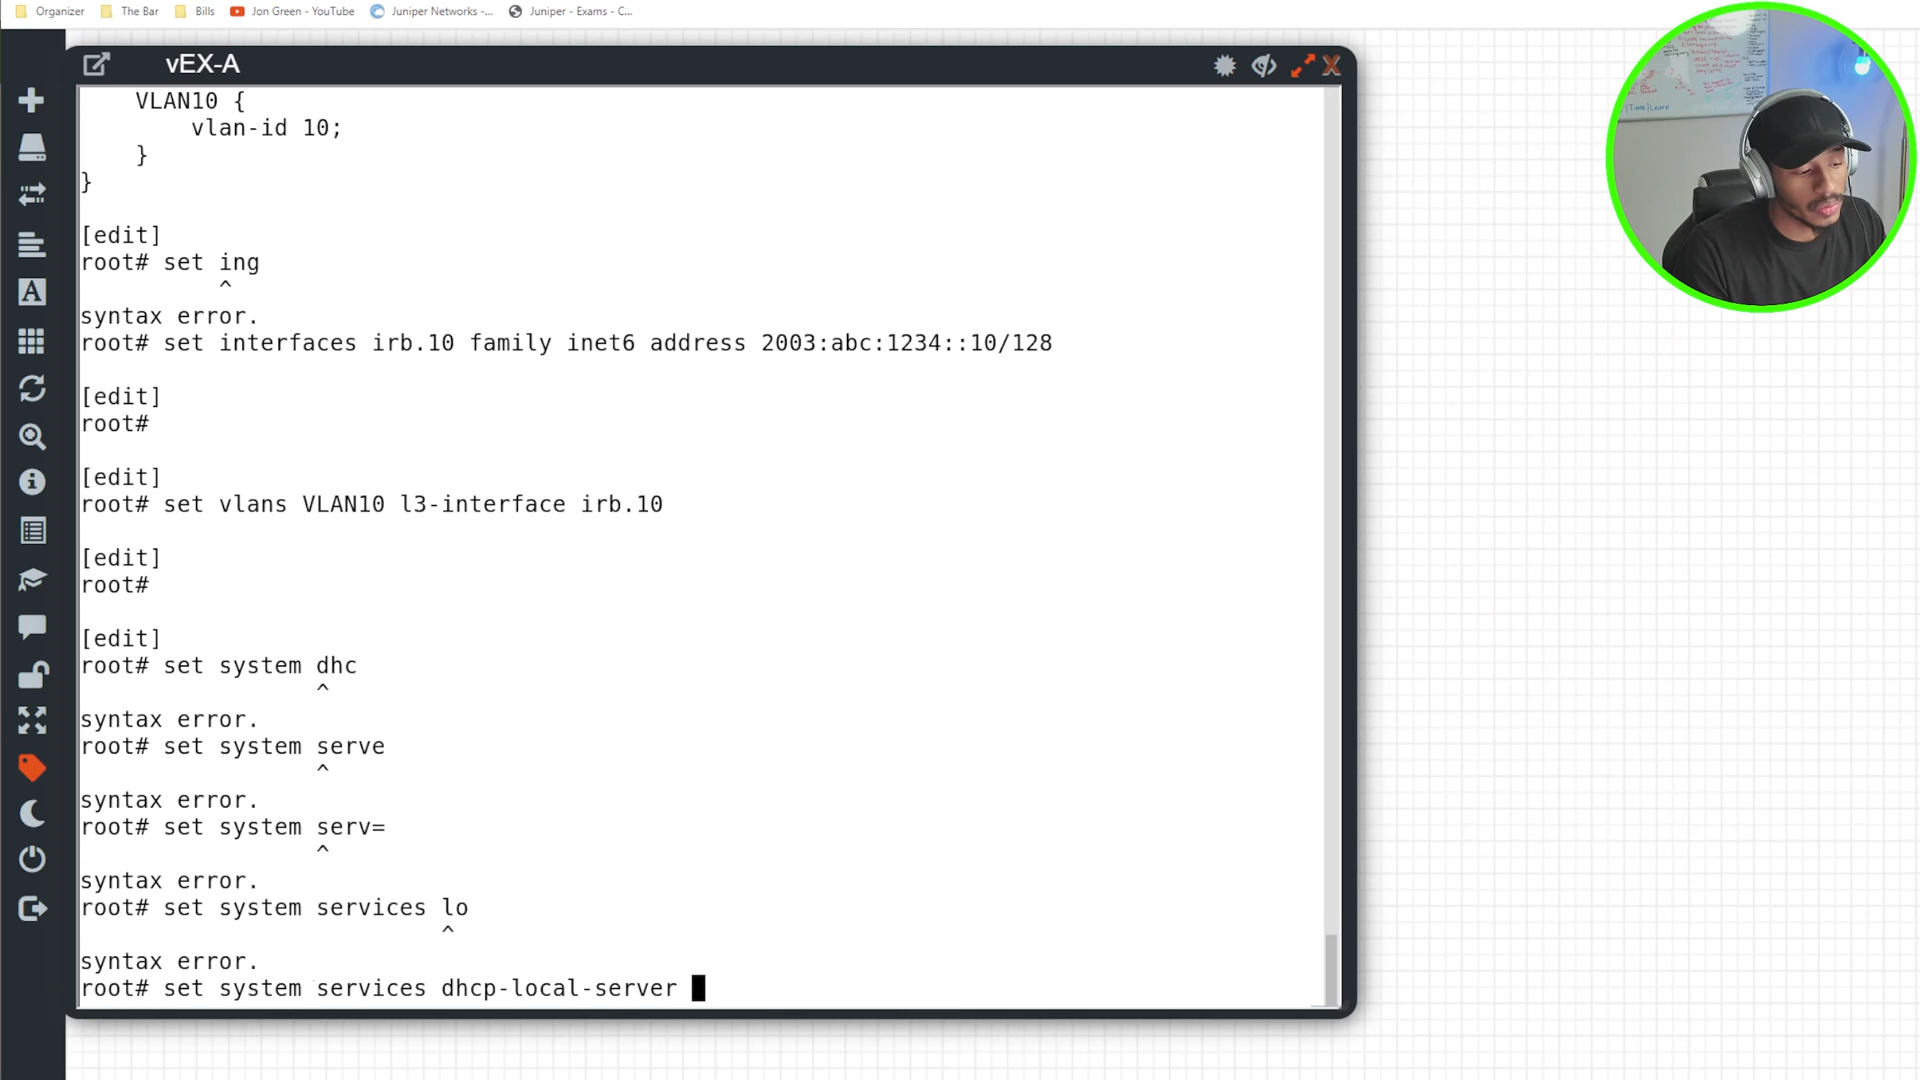 Organizer The Bar Bills Jon Green - YouTube Juniper Networks -... Juniper - Exams - C...
vEX-A
VLAN10 {
vlan-id 10;
}
}
[edit]
root# set ing
^
syntax error.
root# set interfaces irb.10 family inet6 address 2003:abc:1234::10/128
[edit]
root#
[edit]
root# set vlans VLAN10 l3-interface irb.10
[edit]
root#
[edit]
root# set system dhc
^
syntax error.
root# set system serve
^
syntax error.
root# set system serv=
^
syntax error.
root# set system services lo
^
syntax error.
root# set system services dhcp-local-server